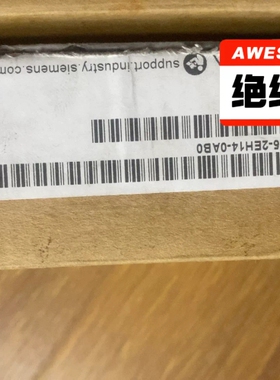 AWES
绝
support.industry.siemens.com
6-2EH14-0AB0